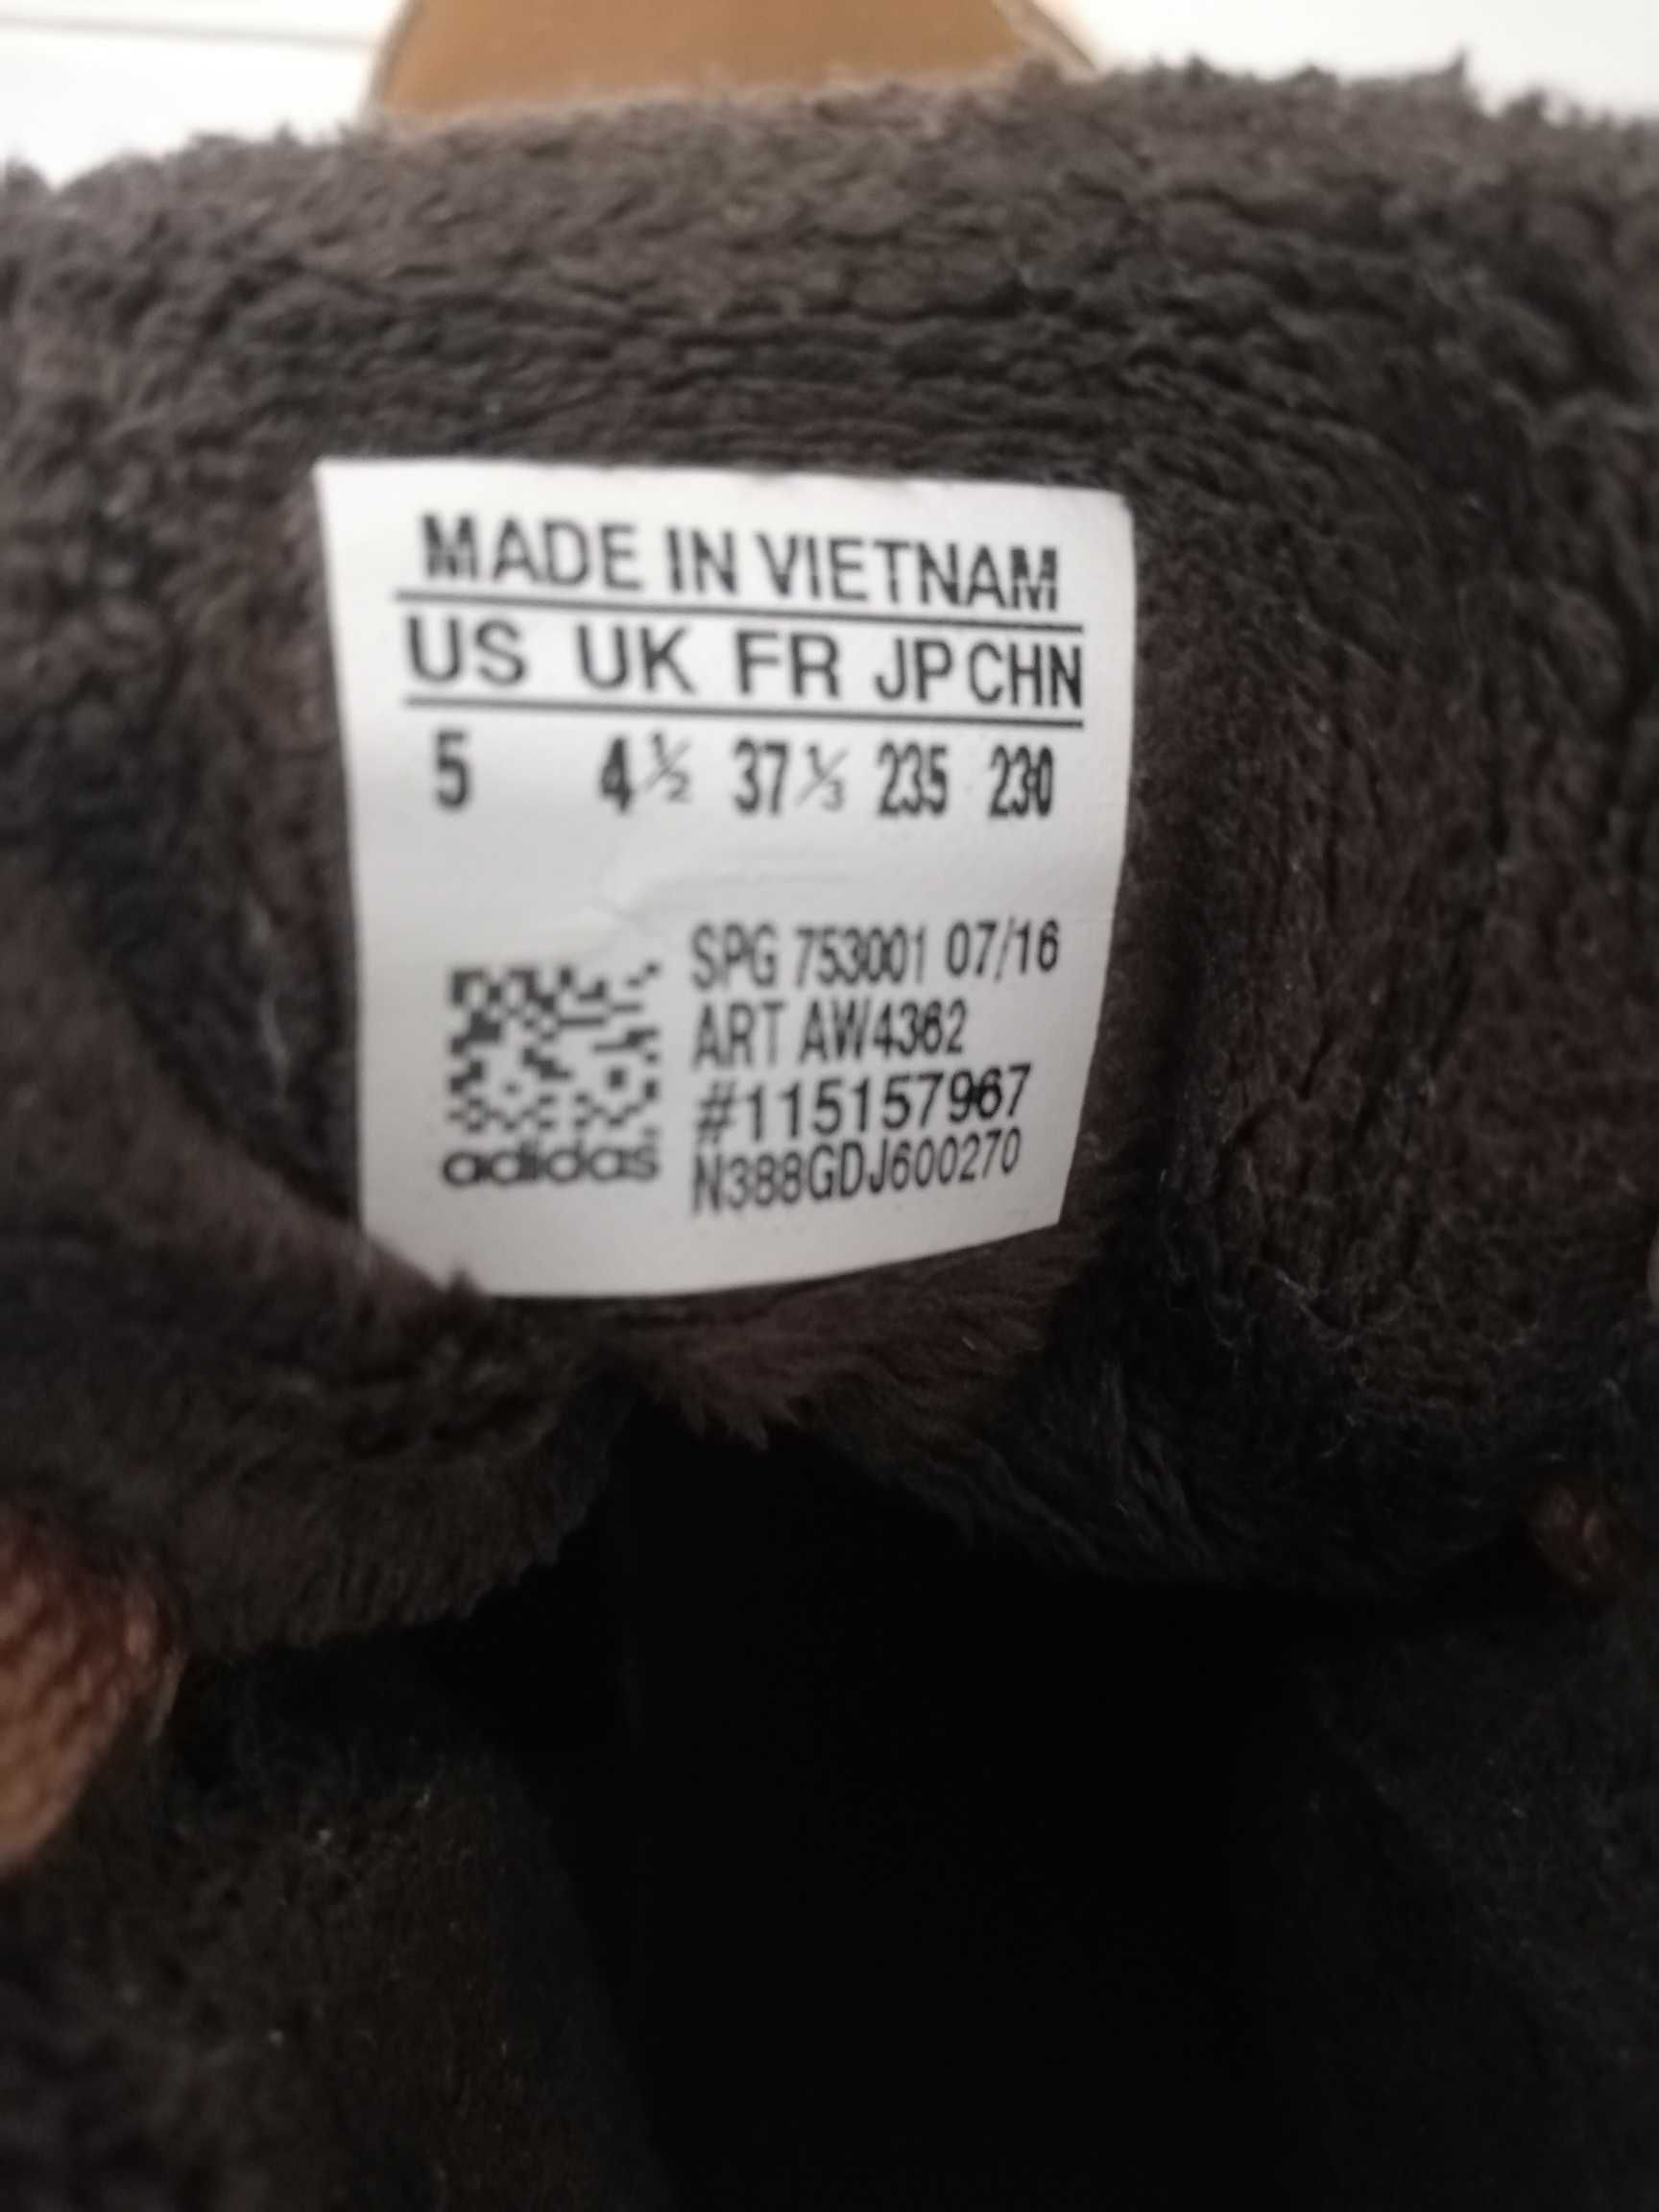 MADE IN VIETNAM
US UK FR JP CHN
5 4½ 37⅓ 235 230
SPG 753001 07/16
ART AW4362
#115157967
N388GDJ600270
adidas